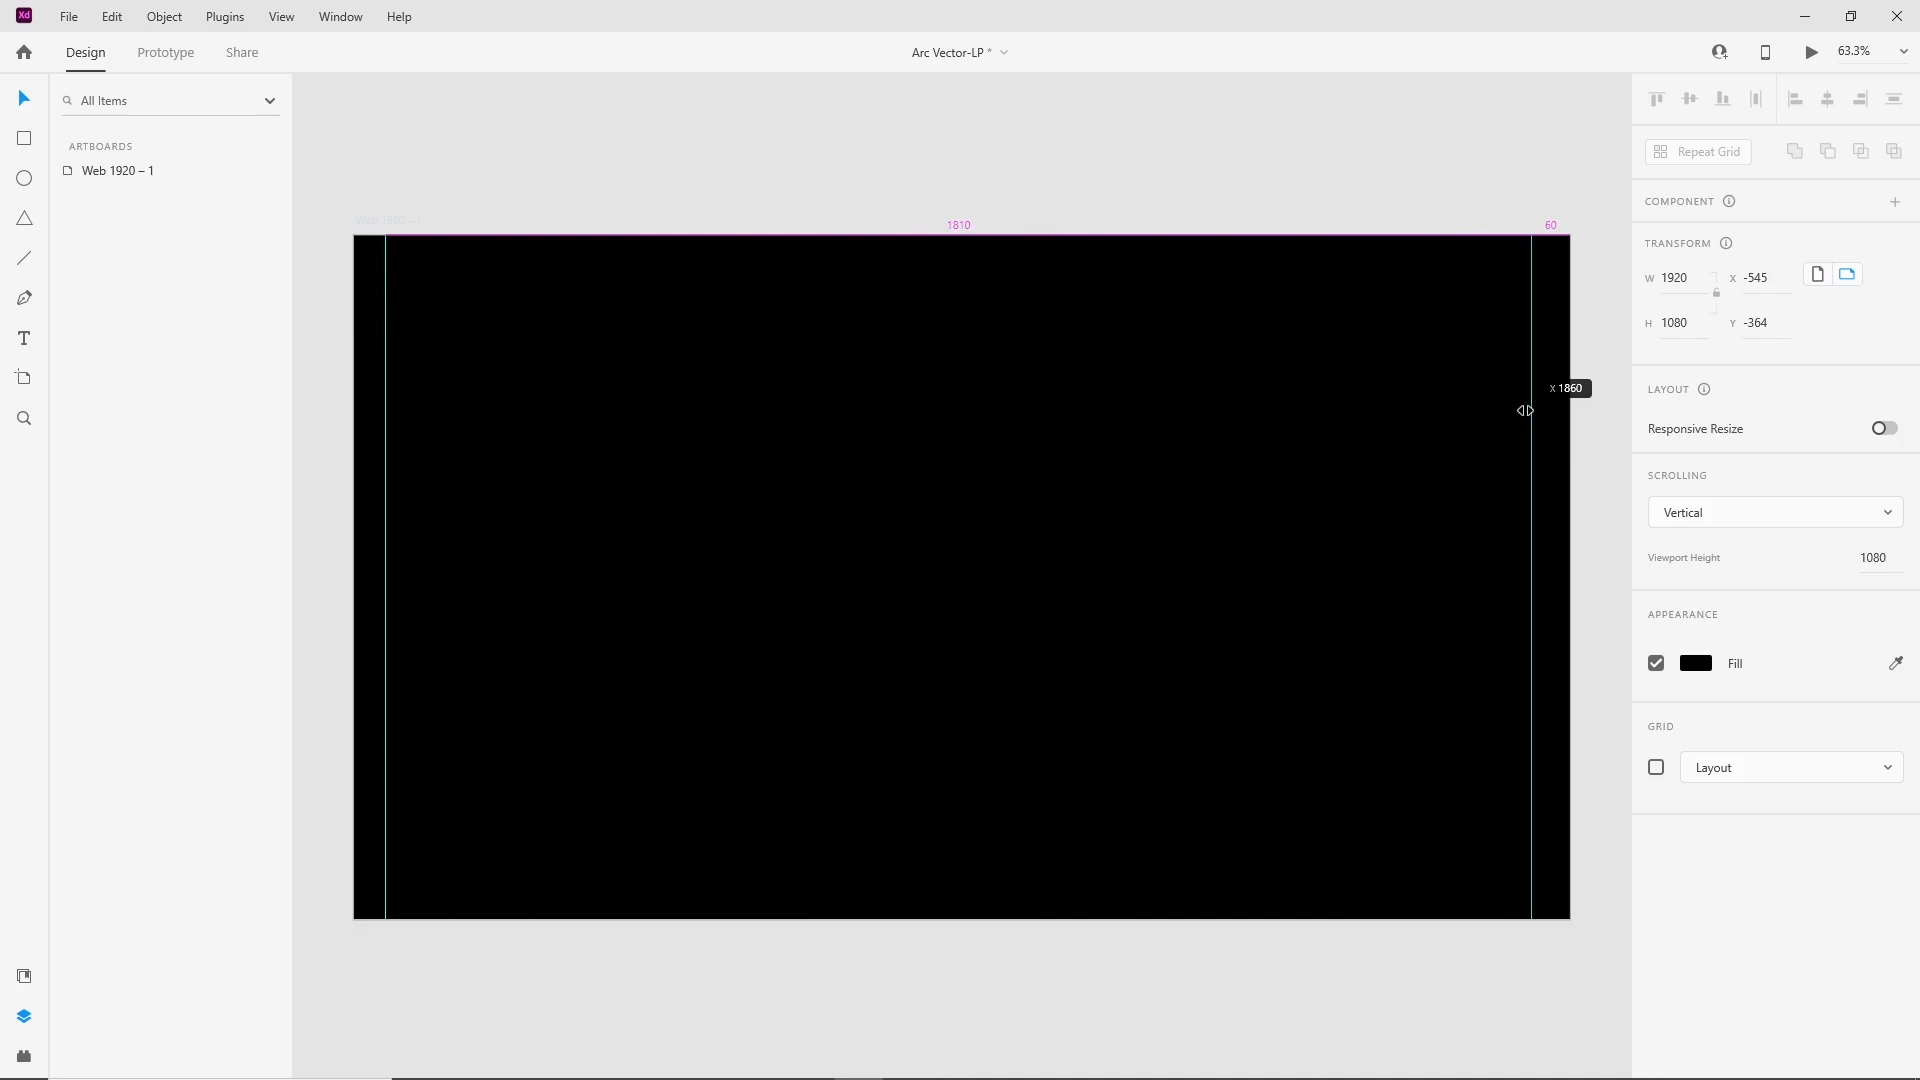 Xd File Edit Object Plugins View Window Help
Design Prototype Share Arc Vector-LP * 63.3%
All Items
ARTBOARDS
Web 1920 – 1
Web 1920 – 1
1810 60
X 1860
Repeat Grid
COMPONENT
TRANSFORM
W 1920 X -545
H 1080 Y -364
LAYOUT
Responsive Resize
SCROLLING
Vertical
Viewport Height 1080
APPEARANCE
Fill
GRID
Layout